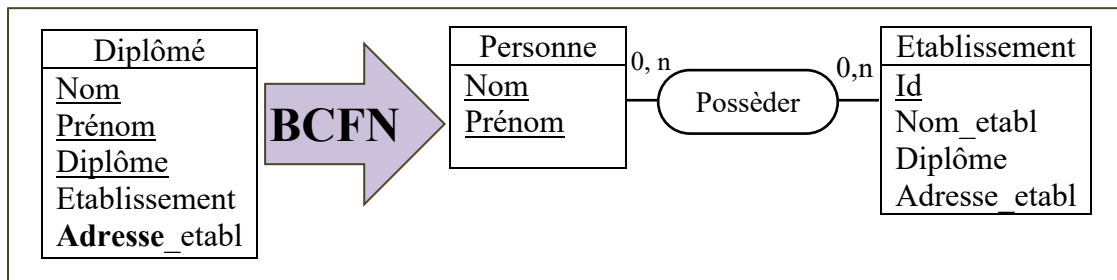 Diplômé
Nom
Prénom
Diplôme
Etablissement
Adresse_etabl
BCFN
Personne
Nom
Prénom
0, n
Possèder
0,n
Etablissement
Id
Nom_etabl
Diplôme
Adresse_etabl